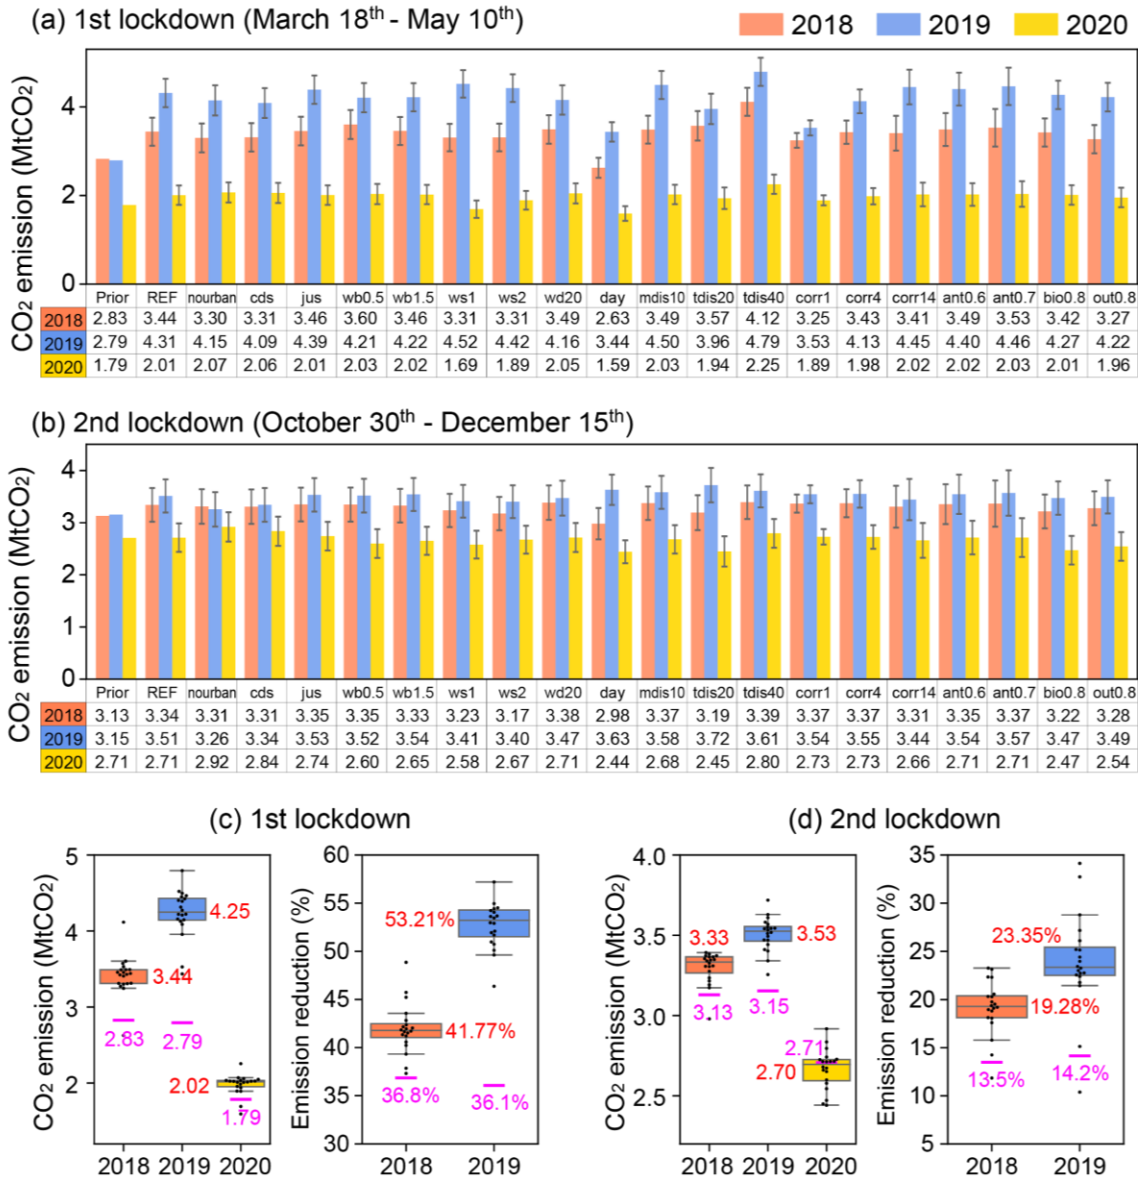 (a) 1st lockdown (March 18th - May 10th)
2018 2019 2020
CO2 emission (MtCO2)
4
2
0
Prior REF nourban cds jus wb0.5 wb1.5 ws1 ws2 wd20 day mdis10 tdis20 tdis40 corr1 corr4 corr14 ant0.6 ant0.7 bio0.8 out0.8
2018 2.83 3.44 3.30 3.31 3.46 3.60 3.46 3.31 3.31 3.49 2.63 3.49 3.57 4.12 3.25 3.43 3.41 3.49 3.53 3.42 3.27
2019 2.79 4.31 4.15 4.09 4.39 4.21 4.22 4.52 4.42 4.16 3.44 4.50 3.96 4.79 3.53 4.13 4.45 4.40 4.46 4.27 4.22
2020 1.79 2.01 2.07 2.06 2.01 2.03 2.02 1.69 1.89 2.05 1.59 2.03 1.94 2.25 1.89 1.98 2.02 2.02 2.03 2.01 1.96
(b) 2nd lockdown (October 30th - December 15th)
CO2 emission (MtCO2)
4
3
2
1
0
Prior REF nourban cds jus wb0.5 wb1.5 ws1 ws2 wd20 day mdis10 tdis20 tdis40 corr1 corr4 corr14 ant0.6 ant0.7 bio0.8 out0.8
2018 3.13 3.34 3.31 3.31 3.35 3.35 3.33 3.23 3.17 3.38 2.98 3.37 3.19 3.39 3.37 3.37 3.31 3.35 3.37 3.22 3.28
2019 3.15 3.51 3.26 3.34 3.53 3.52 3.54 3.41 3.40 3.47 3.63 3.58 3.72 3.61 3.54 3.55 3.44 3.54 3.57 3.47 3.49
2020 2.71 2.71 2.92 2.84 2.74 2.60 2.65 2.58 2.67 2.71 2.44 2.68 2.45 2.80 2.73 2.73 2.66 2.71 2.71 2.47 2.54
(c) 1st lockdown
CO2 emission (MtCO2)
5
4
3
2
4.25
3.44
2.83
2.79
2.02
1.79
2018 2019 2020
Emission reduction (%)
60
55
50
45
40
35
30
53.21%
41.77%
36.8%
36.1%
2018 2019
(d) 2nd lockdown
CO2 emission (MtCO2)
4.0
3.5
3.0
2.5
3.33
3.53
3.13
3.15
2.71
2.70
2018 2019 2020
Emission reduction (%)
35
30
25
20
15
10
5
23.35%
19.28%
13.5%
14.2%
2018 2019